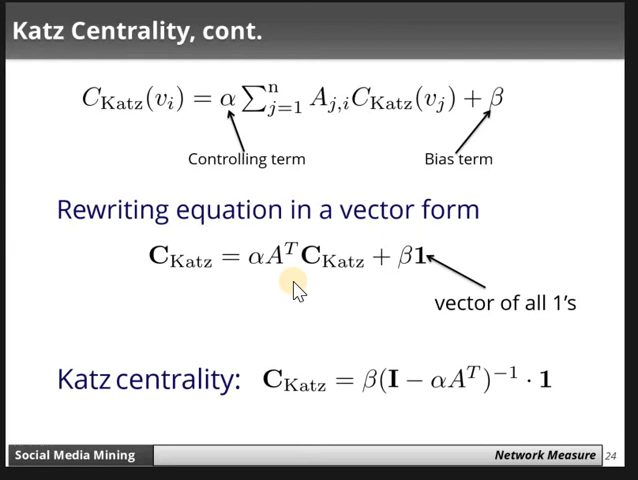 Katz Centrality, cont.
C_Katz(v_i) = α ∑_{j=1}^{n} A_{j,i} C_Katz(v_j) + β
Controlling term Bias term
Rewriting equation in a vector form
𝐂_Katz = αA^T 𝐂_Katz + β𝟏
vector of all 1's
Katz centrality: 𝐂_Katz = β(𝐈 − αA^T)^{−1} · 𝟏
Social Media Mining Network Measure 24